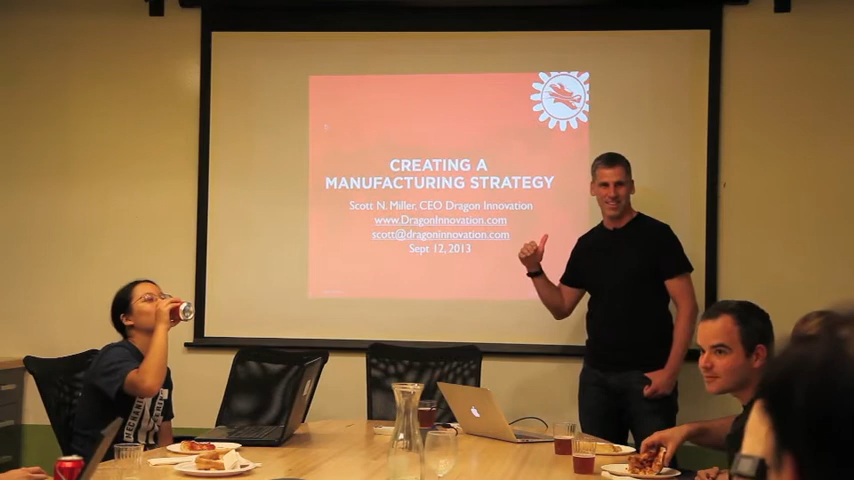 CREATING A
MANUFACTURING STRATEGY
Scott N. Miller, CEO Dragon Innovation
www.DragonInnovation.com
scott@dragoninnovation.com
Sept 12, 2013